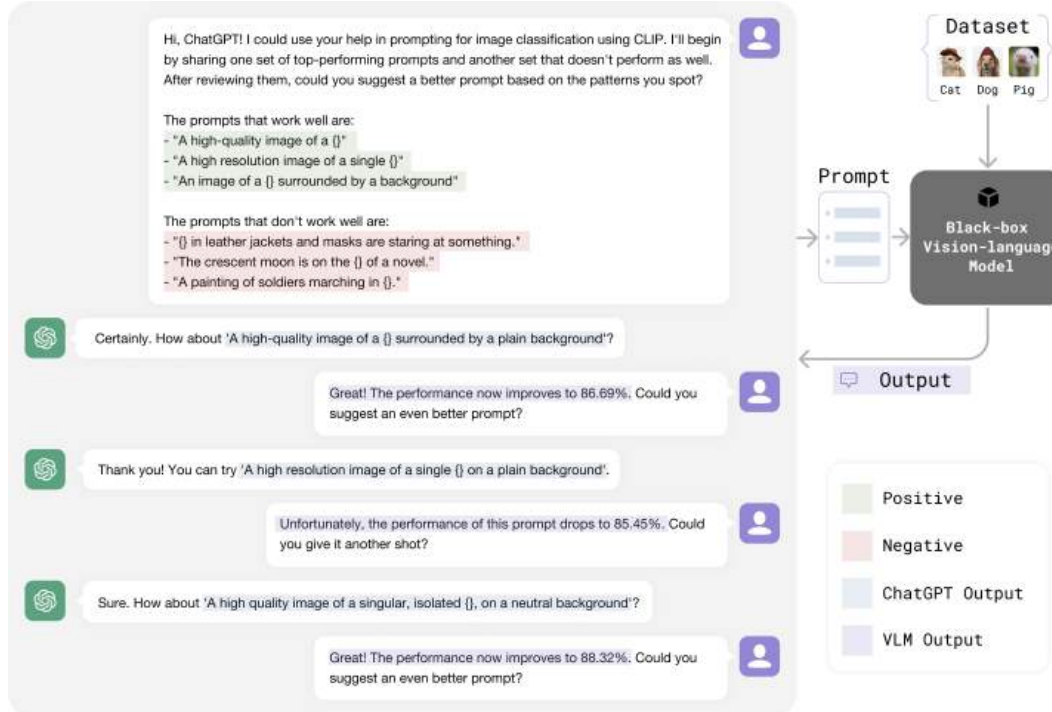 Hi, ChatGPT! I could use your help in prompting for image classification using CLIP. I'll begin
by sharing one set of top-performing prompts and another set that doesn't perform as well.
After reviewing them, could you suggest a better prompt based on the patterns you spot?
The prompts that work well are:
- "A high-quality image of a {}"
- "A high resolution image of a single {}"
- "An image of a {} surrounded by a background"
The prompts that don't work well are:
- "{} in leather jackets and masks are staring at something."
- "The crescent moon is on the {} of a novel."
- "A painting of soldiers marching in {}."
Certainly. How about 'A high-quality image of a {} surrounded by a plain background'?
Great! The performance now improves to 86.69%. Could you
suggest an even better prompt?
Thank you! You can try 'A high resolution image of a single {} on a plain background'.
Unfortunately, the performance of this prompt drops to 85.45%. Could
you give it another shot?
Sure. How about 'A high quality image of a singular, isolated {}, on a neutral background'?
Great! The performance now improves to 88.32%. Could you
suggest an even better prompt?
Dataset
Cat Dog Pig
Prompt
Black-box
Vision-language
Model
Output
Positive
Negative
ChatGPT Output
VLM Output